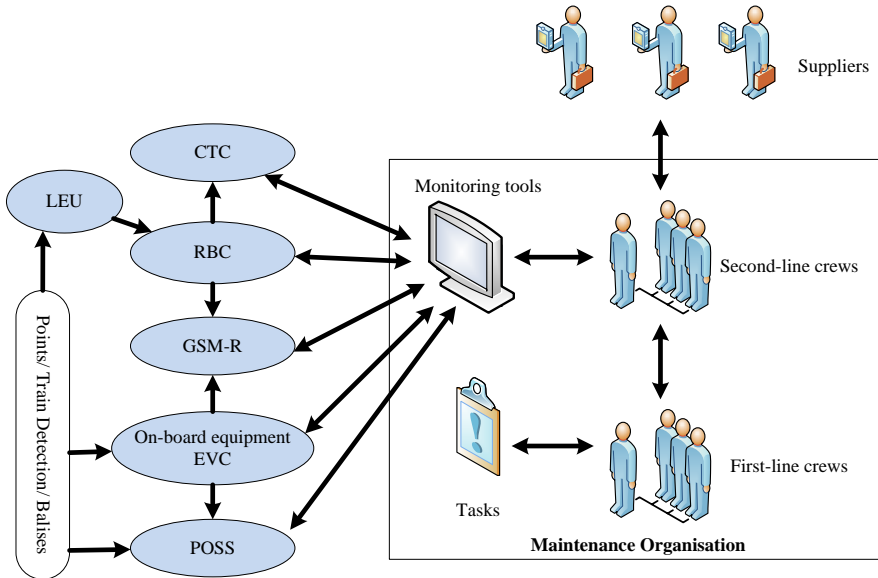 Suppliers
CTC
Monitoring tools
LEU
RBC
Second-line crews
GSM-R
Points/ Train Detection/ Balises
On-board equipment
EVC
First-line crews
Tasks
POSS
Maintenance Organisation